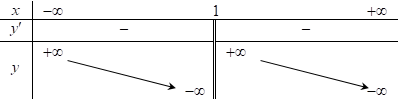 x −∞ 1 +∞
y′ − −
+∞ +∞
y
−∞ −∞